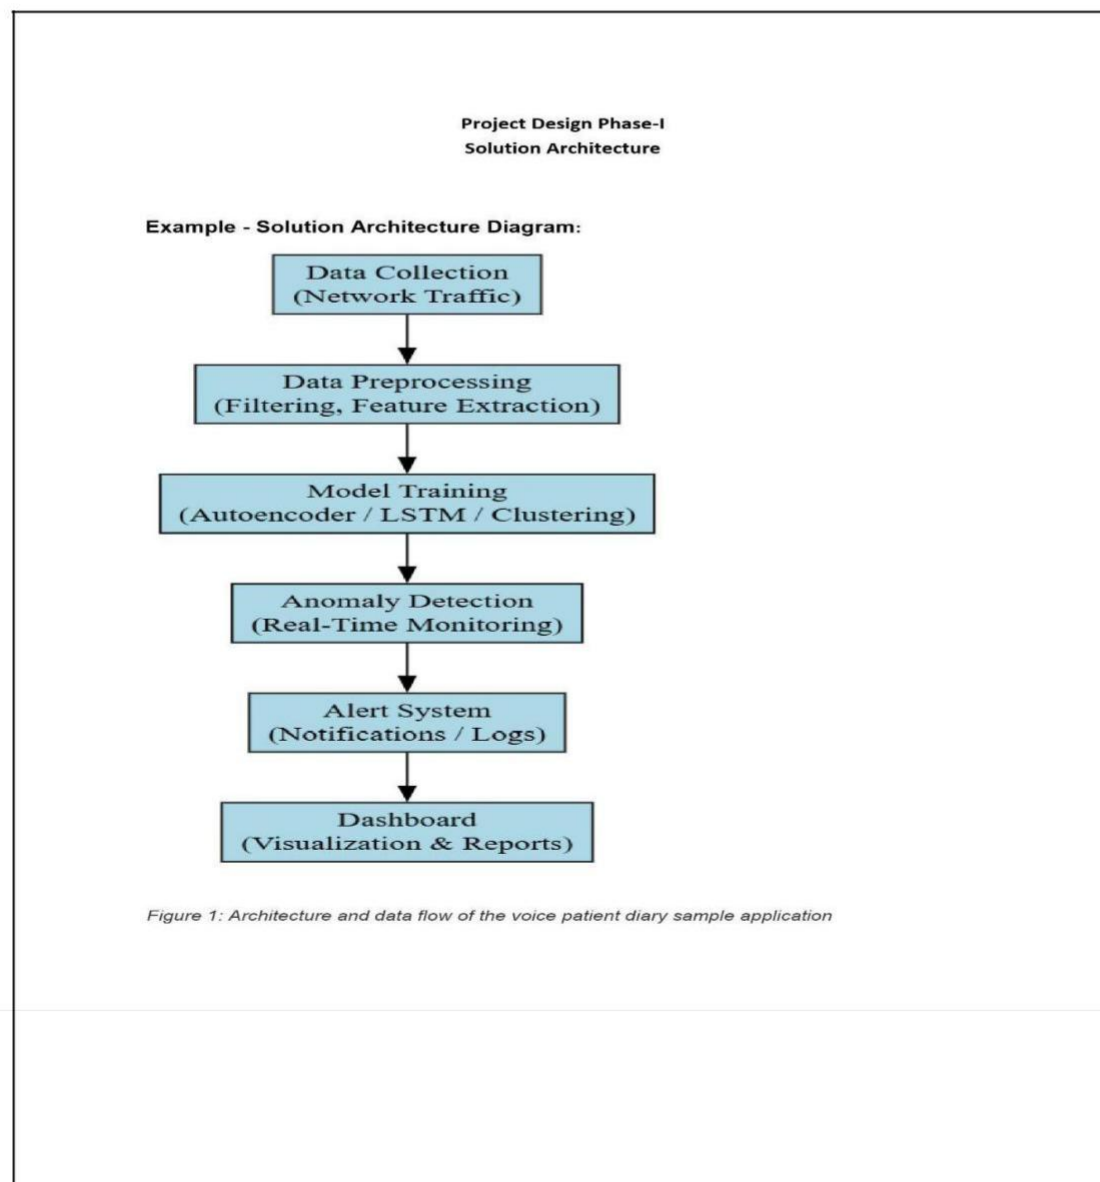 Project Design Phase-I
Solution Architecture
Example - Solution Architecture Diagram:
Data Collection
(Network Traffic)
Data Preprocessing
(Filtering, Feature Extraction)
Model Training
(Autoencoder / LSTM / Clustering)
Anomaly Detection
(Real-Time Monitoring)
Alert System
(Notifications / Logs)
Dashboard
(Visualization & Reports)
Figure 1: Architecture and data flow of the voice patient diary sample application